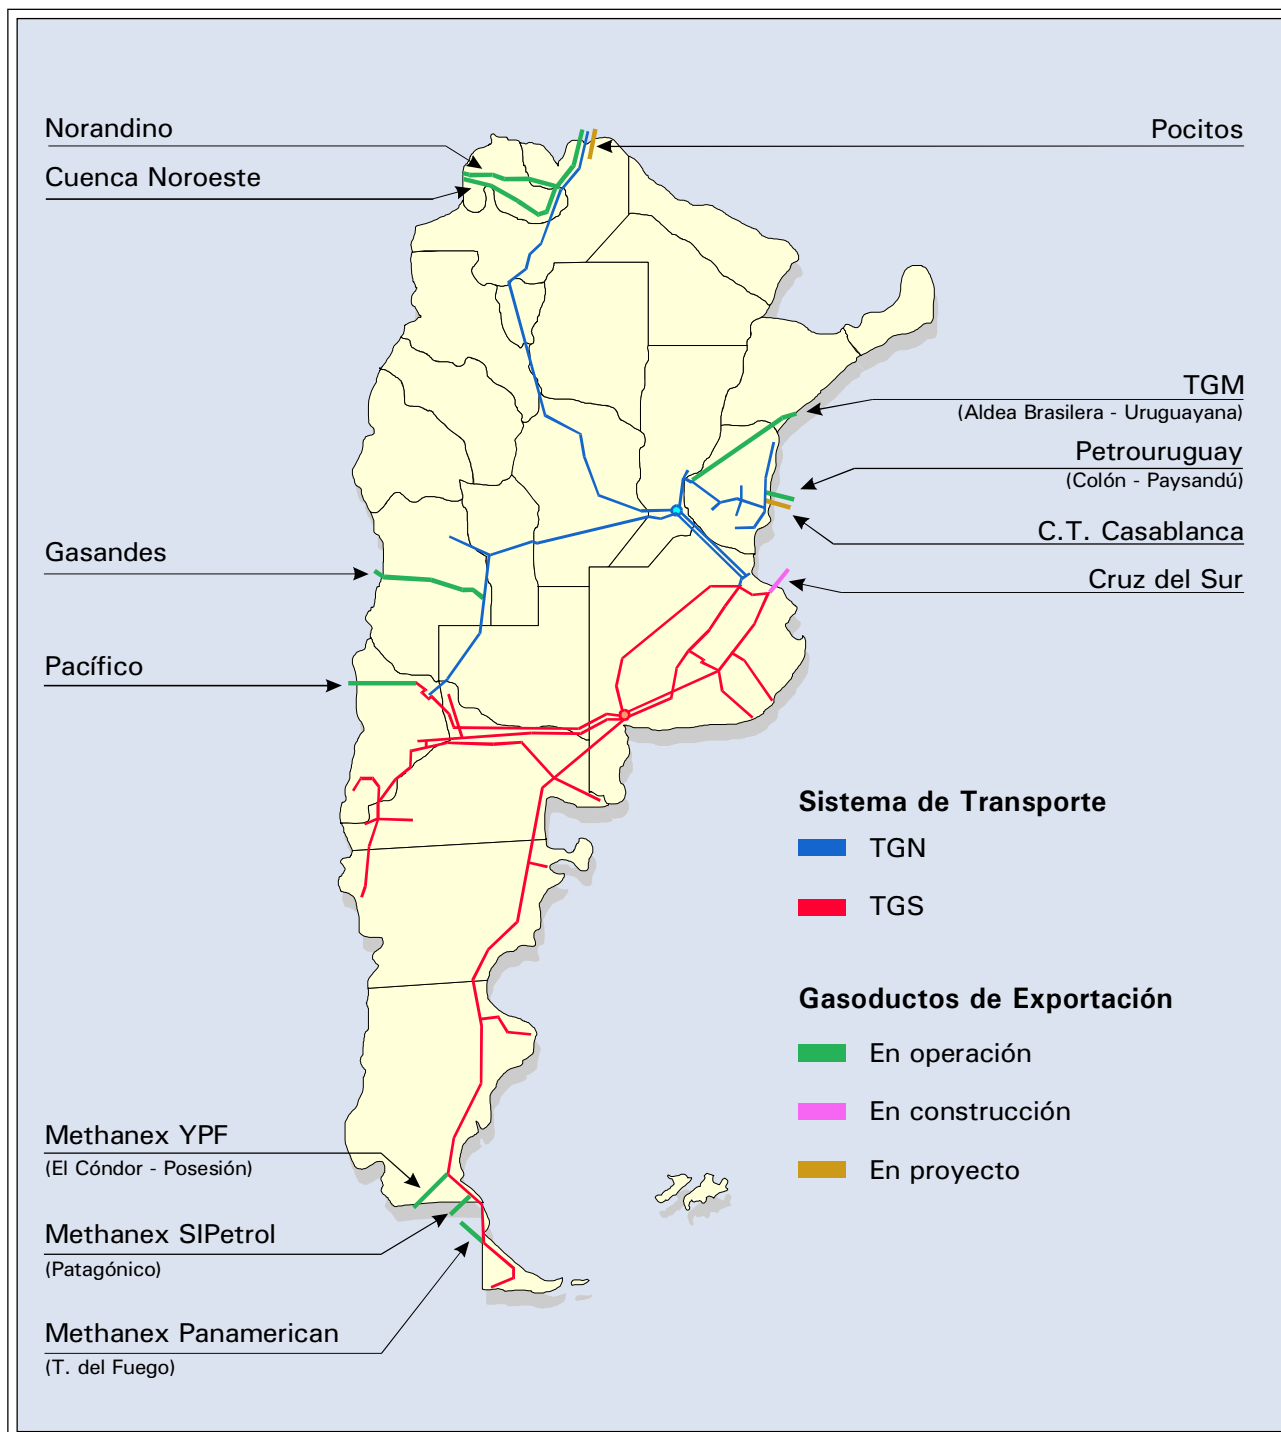 Norandino
Cuenca Noroeste
Pocitos
TGM
(Aldea Brasilera - Uruguayana)
Petrouruguay
(Colón - Paysandú)
C.T. Casablanca
Cruz del Sur
Gasandes
Pacífico
Sistema de Transporte
TGN
TGS
Gasoductos de Exportación
En operación
En construcción
En proyecto
Methanex YPF
(El Cóndor - Posesión)
Methanex SIPetrol
(Patagónico)
Methanex Panamerican
(T. del Fuego)